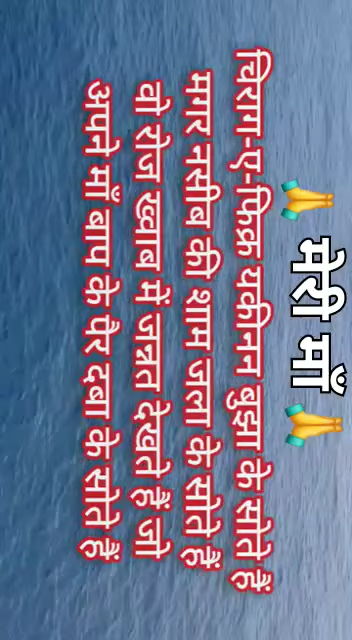 🙏 मेरी माँ 🙏
चिराग-ए-फिक्र यकीनन बुझा के सोते हैं
मगर नसीब की शाम जला के सोते हैं
वो रोज ख्वाब में जन्नत देखते हैं जो
अपने माँ बाप के पैर दबा के सोते हैं